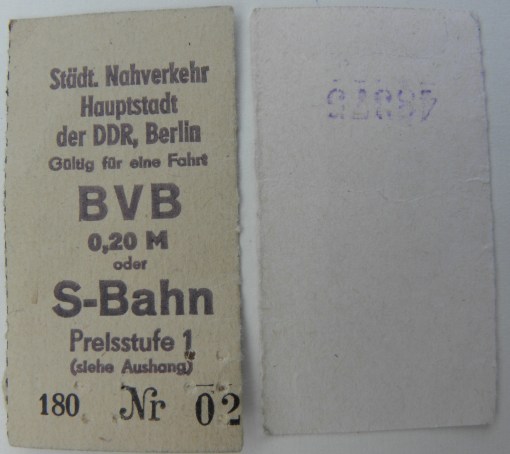 Städt. Nahverkehr
Hauptstadt
der DDR, Berlin
Gültig für eine Fahrt
BVB
0,20 M
oder
S-Bahn
Preisstufe 1
(siehe Aushang)
180 Nr 02